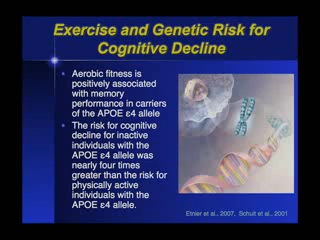 Exercise and Genetic Risk for
Cognitive Decline
• Aerobic fitness is
positively associated
with memory
performance in carriers
of the APOE ε4 allele
• The risk for cognitive
decline for inactive
individuals with the
APOE ε4 allele was
nearly four times
greater than the risk for
physically active
individuals with the
APOE ε4 allele.
Etnier et al., 2007, Schuit et al., 2001